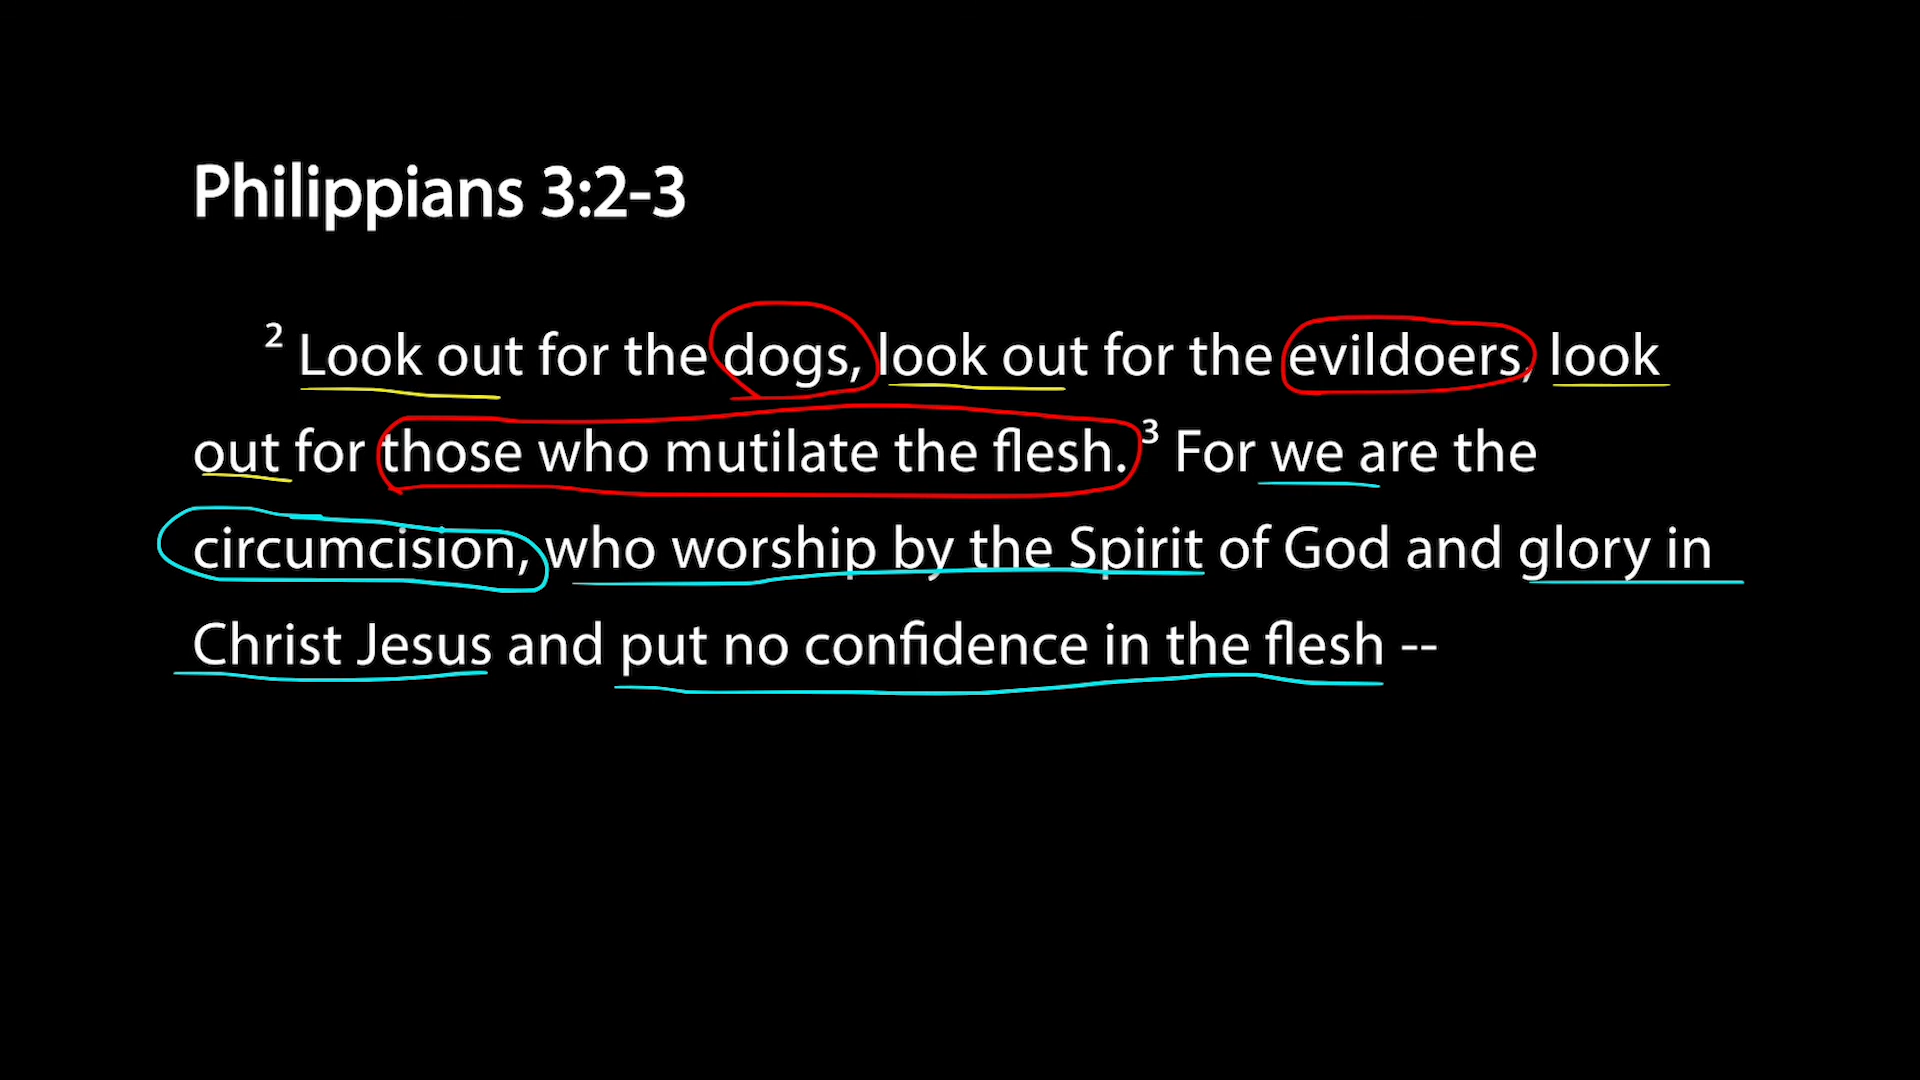 Philippians 3:2-3
² Look out for the dogs, look out for the evildoers, look
out for those who mutilate the flesh. ³ For we are the
circumcision, who worship by the Spirit of God and glory in
Christ Jesus and put no confidence in the flesh --